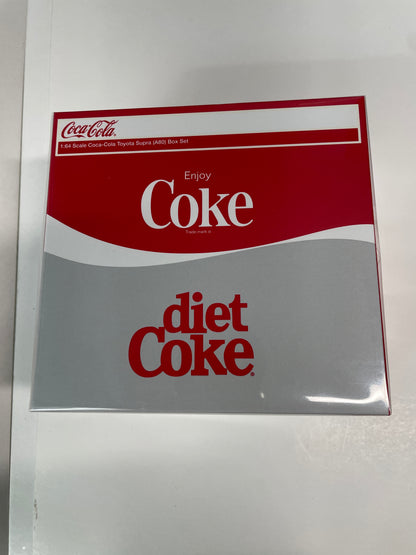 Coca-Cola
1:64 Scale Coca-Cola Toyota Supra (A80) Box Set
Enjoy
Coke
Trade-mark ®
diet
Coke®